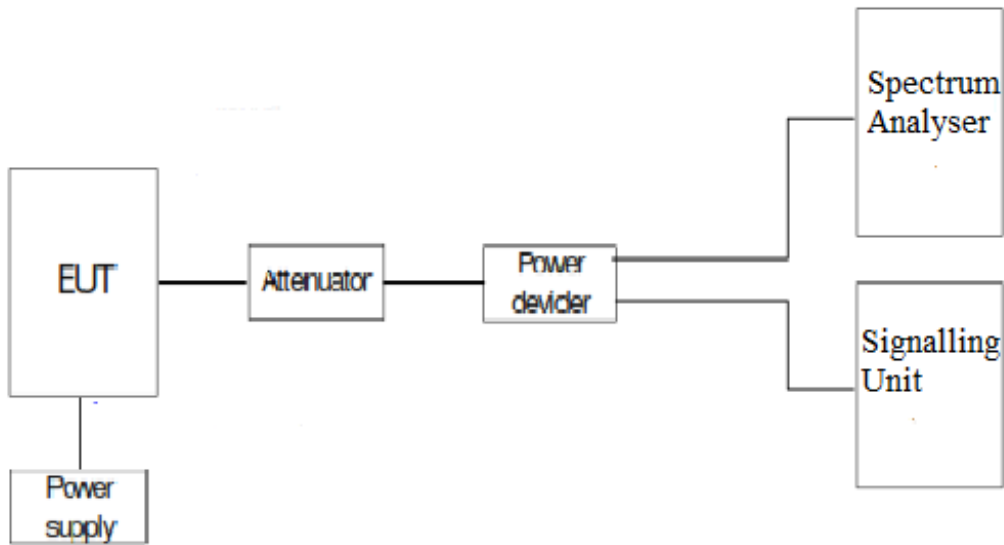 Spectrum
Analyser
EUT
Attenuator
Power
devider
Signalling
Unit
Power
supply